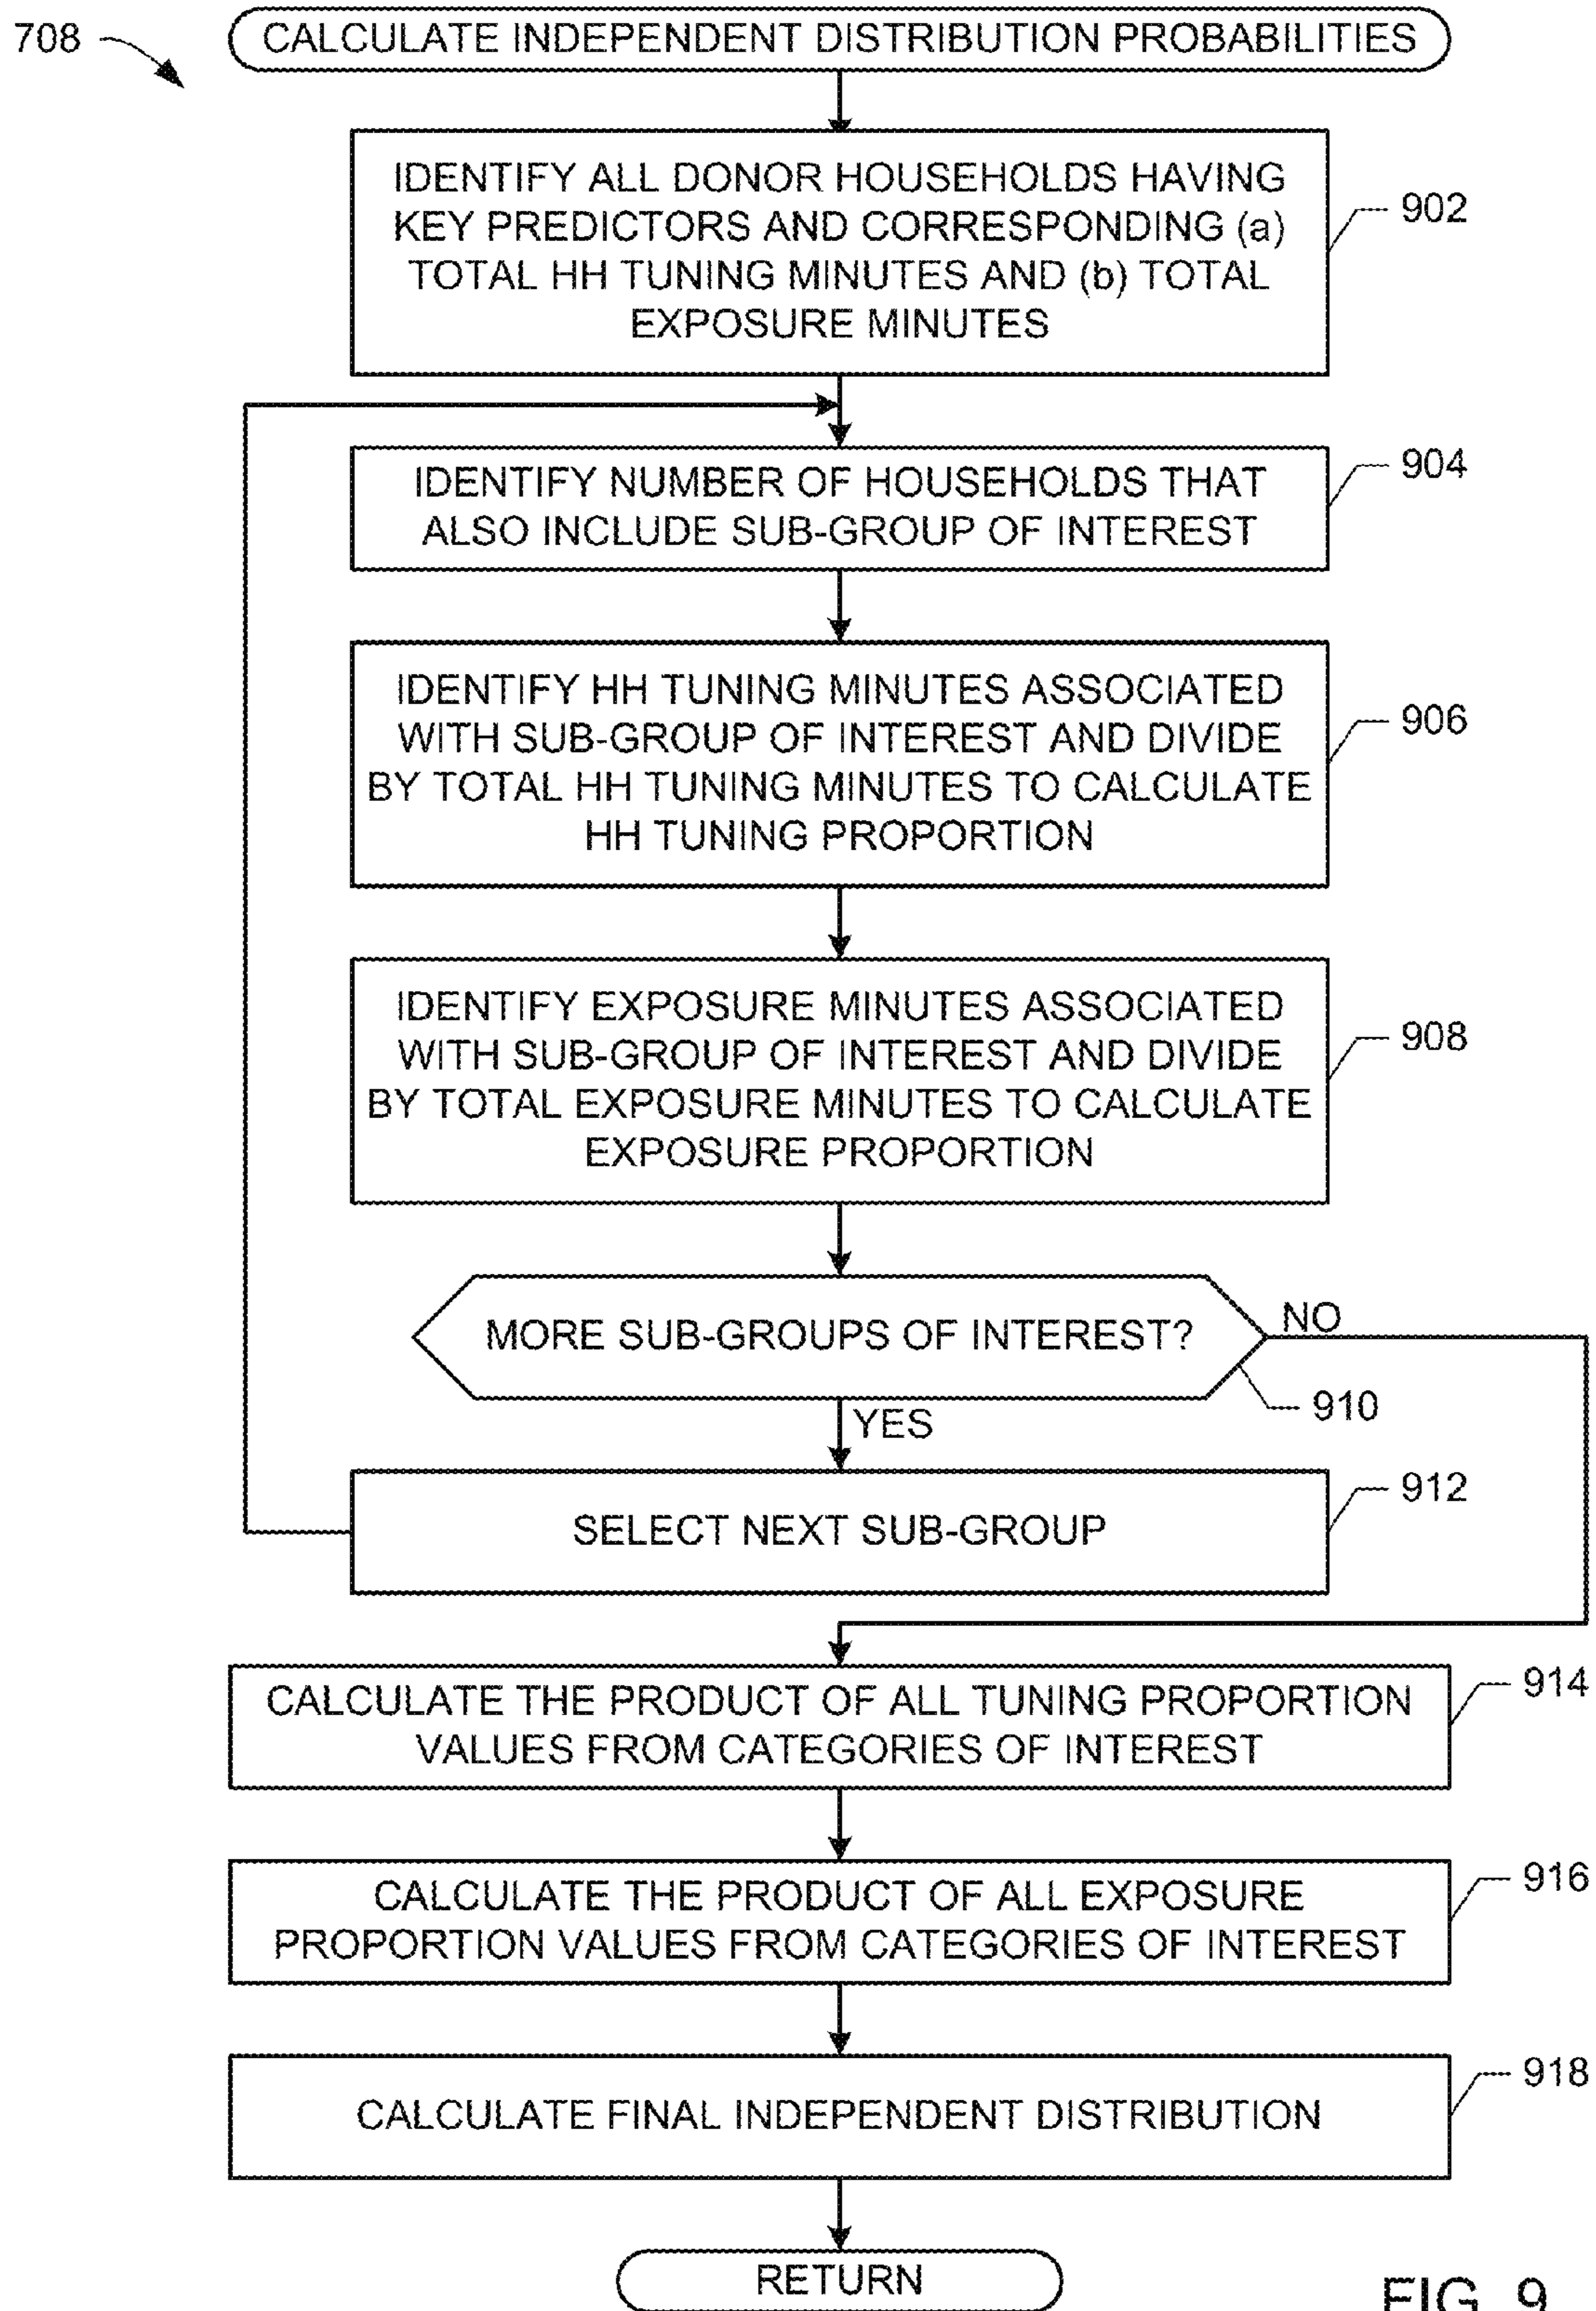 708
CALCULATE INDEPENDENT DISTRIBUTION PROBABILITIES
IDENTIFY ALL DONOR HOUSEHOLDS HAVING
KEY PREDICTORS AND CORRESPONDING (a)
TOTAL HH TUNING MINUTES AND (b) TOTAL
EXPOSURE MINUTES
902
IDENTIFY NUMBER OF HOUSEHOLDS THAT
ALSO INCLUDE SUB-GROUP OF INTEREST
904
IDENTIFY HH TUNING MINUTES ASSOCIATED
WITH SUB-GROUP OF INTEREST AND DIVIDE
BY TOTAL HH TUNING MINUTES TO CALCULATE
HH TUNING PROPORTION
906
IDENTIFY EXPOSURE MINUTES ASSOCIATED
WITH SUB-GROUP OF INTEREST AND DIVIDE
BY TOTAL EXPOSURE MINUTES TO CALCULATE
EXPOSURE PROPORTION
908
MORE SUB-GROUPS OF INTEREST?
NO
910
YES
SELECT NEXT SUB-GROUP
912
CALCULATE THE PRODUCT OF ALL TUNING PROPORTION
VALUES FROM CATEGORIES OF INTEREST
914
CALCULATE THE PRODUCT OF ALL EXPOSURE
PROPORTION VALUES FROM CATEGORIES OF INTEREST
916
CALCULATE FINAL INDEPENDENT DISTRIBUTION
918
RETURN
FIG. 9